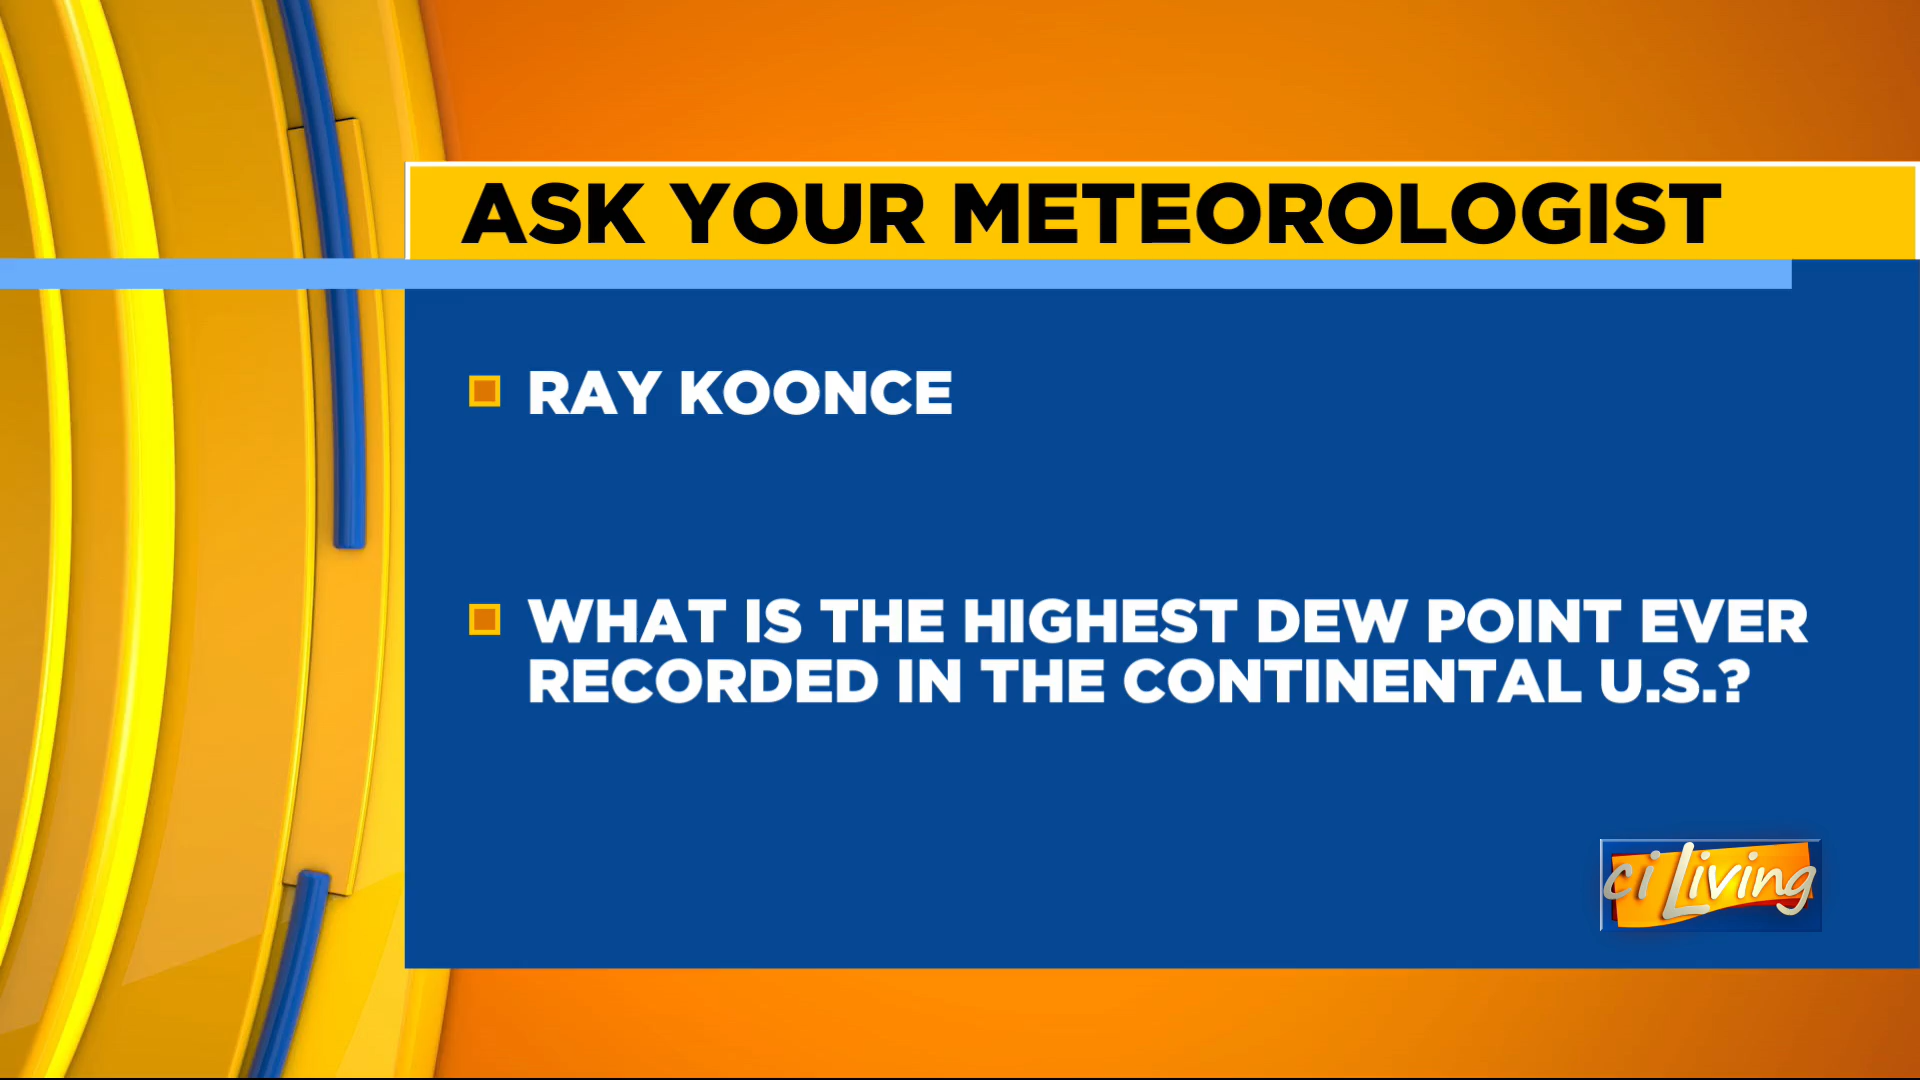 ASK YOUR METEOROLOGIST
RAY KOONCE
WHAT IS THE HIGHEST DEW POINT EVER
RECORDED IN THE CONTINENTAL U.S.?
ci Living